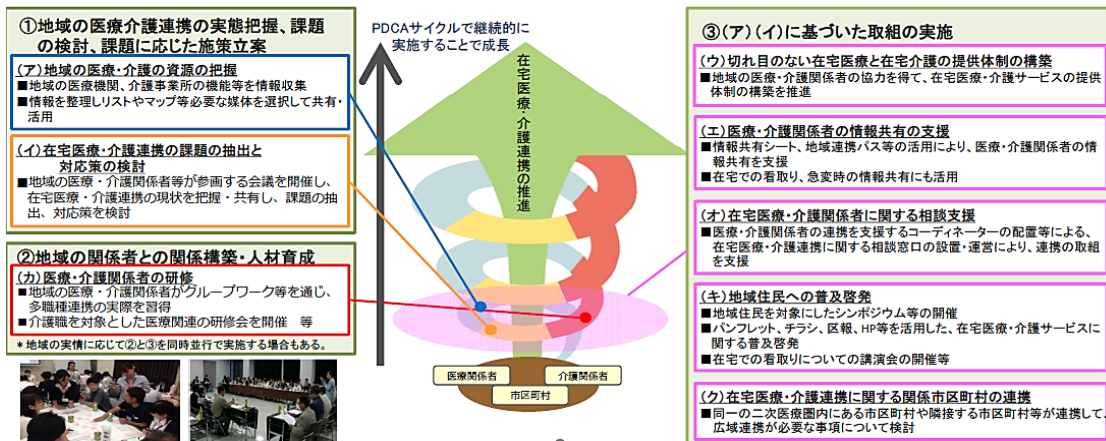 ①地域の医療介護連携の実態把握、課題
の検討、課題に応じた施策立案
(ア)地域の医療・介護の資源の把握
■地域の医療機関、介護事業所の機能等を情報収集
■情報を整理しリストやマップ等必要な媒体を選択して共有・
活用
(イ)在宅医療・介護連携の課題の抽出と
対応策の検討
■地域の医療・介護関係者等が参画する会議を開催し、
在宅医療・介護連携の現状を把握・共有し、課題の抽
出、対応策を検討
②地域の関係者との関係構築・人材育成
(カ)医療・介護関係者の研修
■地域の医療・介護関係者がグループワーク等を通じ、
多職種連携の実際を習得
■介護職を対象とした医療関連の研修会を開催 等
*地域の実情に応じて②と③を同時並行で実施する場合もある。
PDCAサイクルで継続的に
実施することで成長
在宅医療・介護連携の推進
医療関係者
介護関係者
市区町村
③(ア)(イ)に基づいた取組の実施
(ウ)切れ目のない在宅医療と在宅介護の提供体制の構築
■地域の医療・介護関係者の協力を得て、在宅医療・介護サービスの提供
体制の構築を推進
(エ)医療・介護関係者の情報共有の支援
■情報共有シート、地域連携パス等の活用により、医療・介護関係者の情
報共有を支援
■在宅での看取り、急変時の情報共有にも活用
(オ)在宅医療・介護関係者に関する相談支援
■医療・介護関係者の連携を支援するコーディネーターの配置等による、
在宅医療・介護連携に関する相談窓口の設置・運営により、連携の取組
を支援
(キ)地域住民への普及啓発
■地域住民を対象にしたシンポジウム等の開催
■パンフレット、チラシ、区報、HP等を活用した、在宅医療・介護サービスに
関する普及啓発
■在宅での看取りについての講演会の開催等
(ク)在宅医療・介護連携に関する関係市区町村の連携
■同一の二次医療圏内にある市区町村や隣接する市区町村等が連携して、
広域連携が必要な事項について検討